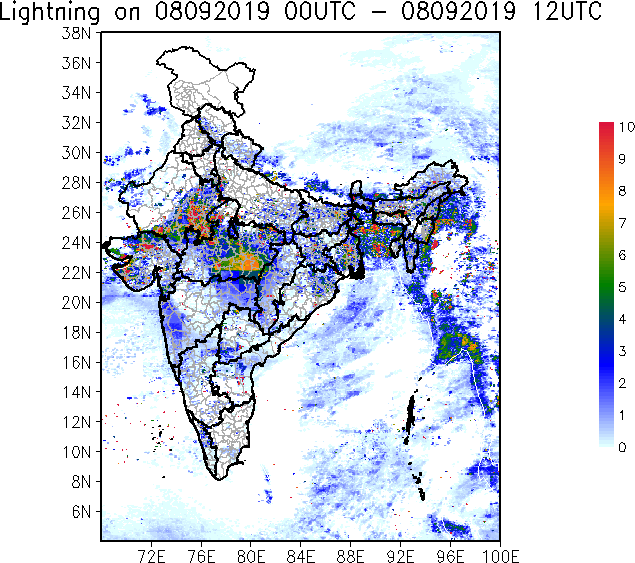 Lightning on 08092019 00UTC – 08092019 12UTC
38N
36N
34N
32N
30N
28N
26N
24N
22N
20N
18N
16N
14N
12N
10N
8N
6N
72E 76E 80E 84E 88E 92E 96E 100E
10
9
8
7
6
5
4
3
2
1
0